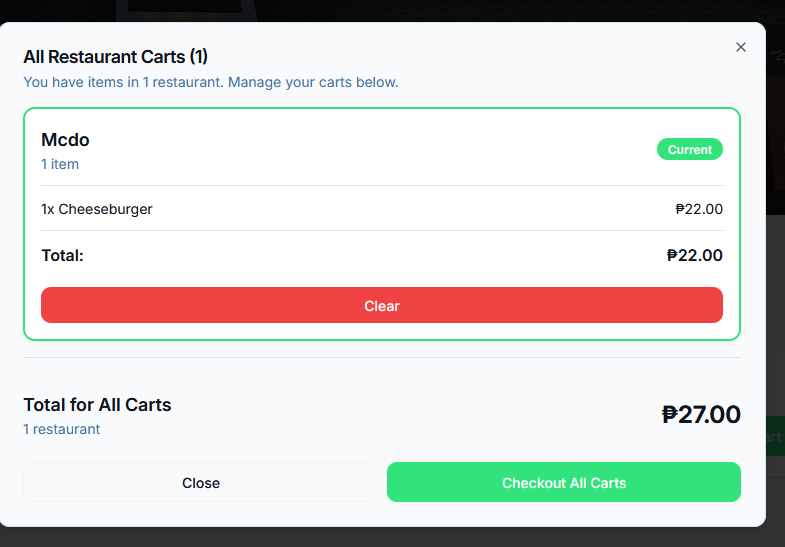 All Restaurant Carts (1)
You have items in 1 restaurant. Manage your carts below.
Mcdo
1 item
Current
1x Cheeseburger
₱22.00
Total:
₱22.00
Clear
Total for All Carts
1 restaurant
₱27.00
Close
Checkout All Carts